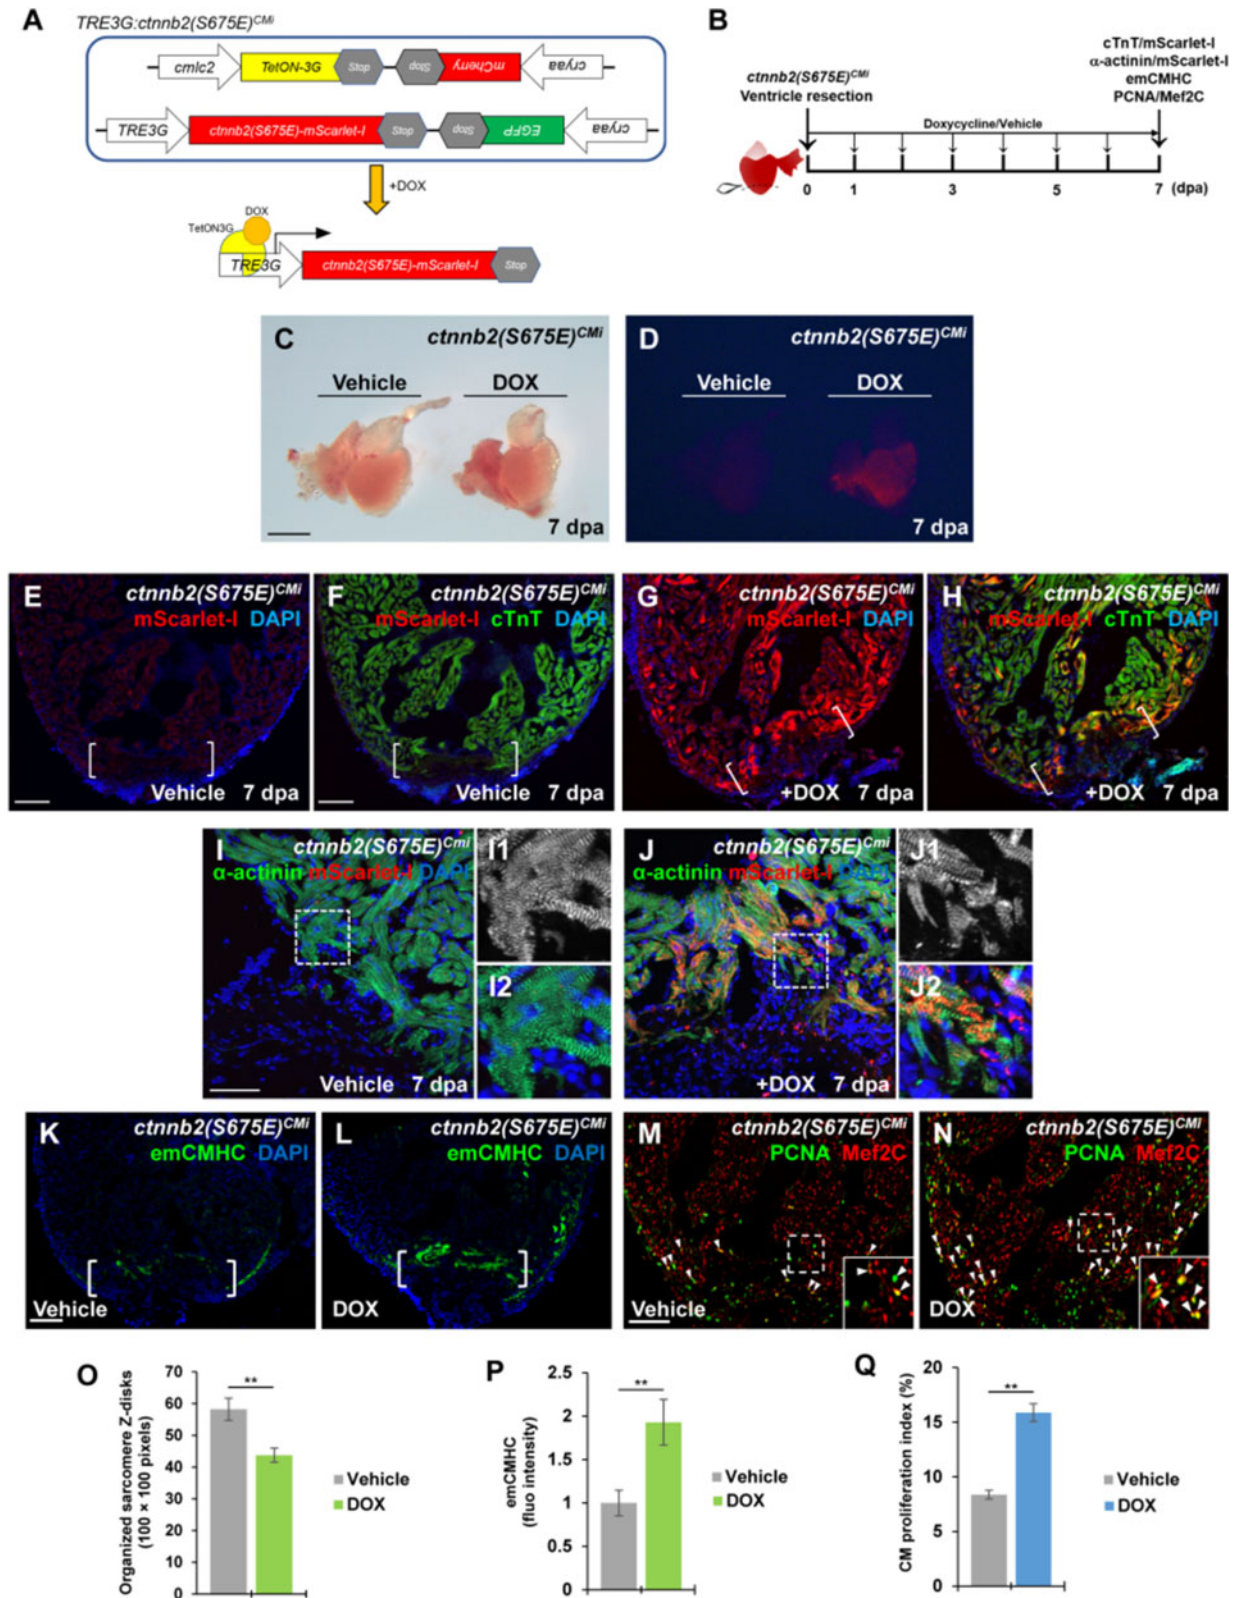 A
TRE3G:ctnnb2(S675E)CMi
cmlc2 TetON-3G Stop Stop mCherry cryaa
TRE3G ctnnb2(S675E)-mScarlet-I Stop Stop EGFP cryaa
+DOX
DOX
TetON3G
TRE3G ctnnb2(S675E)-mScarlet-I Stop
B
cTnT/mScarlet-I
α-actinin/mScarlet-I
emCMHC
PCNA/Mef2C
ctnnb2(S675E)CMi
Ventricle resection
Doxycycline/Vehicle
0 1 3 5 7 (dpa)
C ctnnb2(S675E)CMi
Vehicle DOX
7 dpa
D ctnnb2(S675E)CMi
Vehicle DOX
7 dpa
E ctnnb2(S675E)CMi
mScarlet-I DAPI
Vehicle 7 dpa
F ctnnb2(S675E)CMi
mScarlet-I cTnT DAPI
Vehicle 7 dpa
G ctnnb2(S675E)CMi
mScarlet-I DAPI
+DOX 7 dpa
H ctnnb2(S675E)CMi
mScarlet-I cTnT DAPI
+DOX 7 dpa
I ctnnb2(S675E)Cmi
α-actinin mScarlet-I DAPI
Vehicle 7 dpa
I1
I2
J ctnnb2(S675E)Cmi
α-actinin mScarlet-I DAPI
+DOX 7 dpa
J1
J2
K ctnnb2(S675E)CMi
emCMHC DAPI
Vehicle
L ctnnb2(S675E)CMi
emCMHC DAPI
DOX
M ctnnb2(S675E)CMi
PCNA Mef2C
Vehicle
N ctnnb2(S675E)CMi
PCNA Mef2C
DOX
O
Organized sarcomere Z-disks
(100 × 100 pixels)
70
60
50
40
30
20
10
0
**
Vehicle
DOX
P
emCMHC
(fluo intensity)
2.5
2
1.5
1
0.5
0
**
Vehicle
DOX
Q
CM proliferation index (%)
20
15
10
5
0
**
Vehicle
DOX